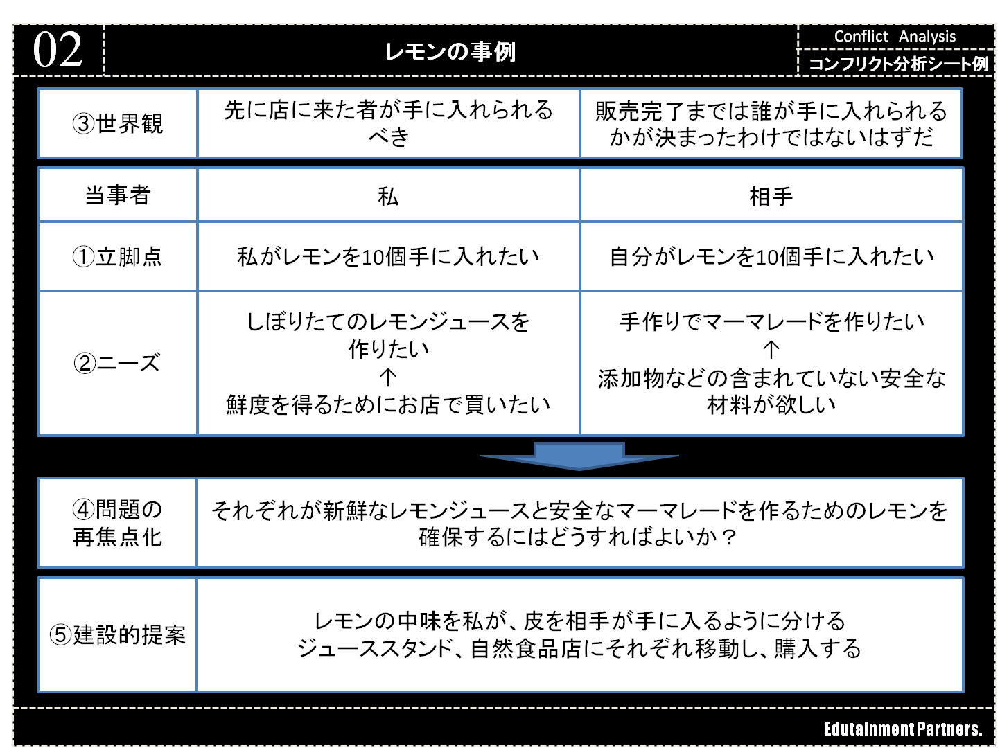 02
レモンの事例
Conflict Analysis
コンフリクト分析シート例
③世界観
先に店に来た者が手に入れられる
べき
販売完了までは誰が手に入れられる
かが決まったわけではないはずだ
当事者
私
相手
①立脚点
私がレモンを10個手に入れたい
自分がレモンを10個手に入れたい
②ニーズ
しぼりたてのレモンジュースを
作りたい
↑
鮮度を得るためにお店で買いたい
手作りでマーマレードを作りたい
↑
添加物などの含まれていない安全な
材料が欲しい
④問題の
再焦点化
それぞれが新鮮なレモンジュースと安全なマーマレードを作るためのレモンを
確保するにはどうすればよいか？
⑤建設的提案
レモンの中味を私が、皮を相手が手に入るように分ける
ジューススタンド、自然食品店にそれぞれ移動し、購入する
Edutainment Partners.